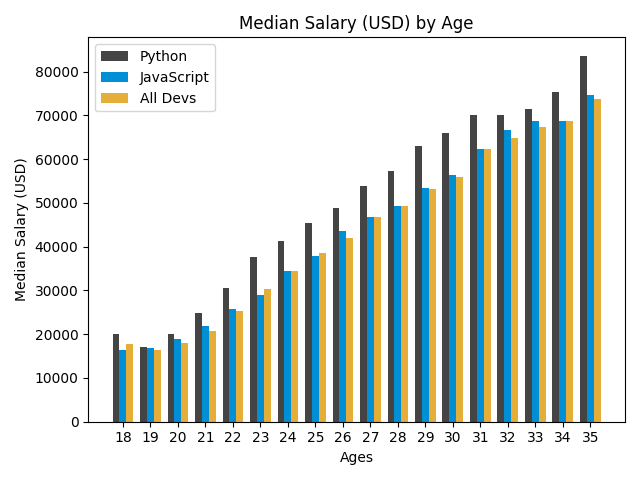 Median Salary (USD) by Age
Python
JavaScript
All Devs
80000
70000
60000
50000
40000
30000
20000
10000
0
Median Salary (USD)
18 19 20 21 22 23 24 25 26 27 28 29 30 31 32 33 34 35
Ages